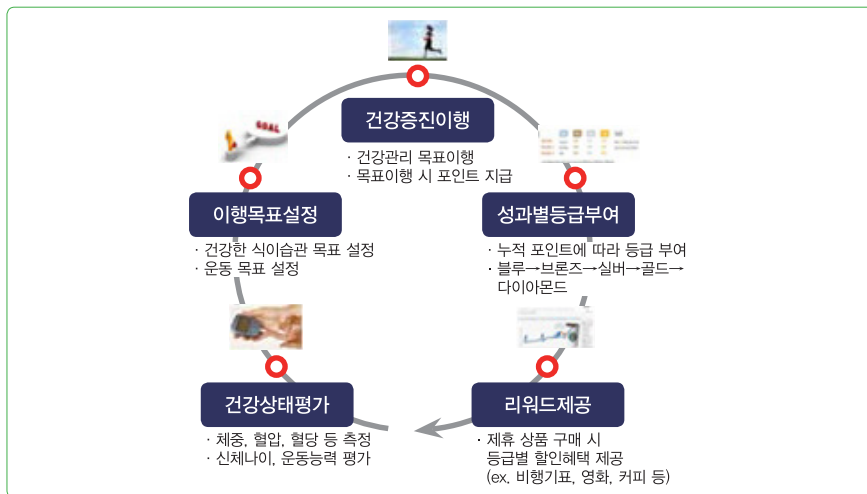 GOAL
건강증진이행
· 건강관리 목표이행
· 목표이행 시 포인트 지급
이행목표설정
· 건강한 식이습관 목표 설정
· 운동 목표 설정
성과별등급부여
· 누적 포인트에 따라 등급 부여
· 블루→브론즈→실버→골드→
다이아몬드
건강상태평가
· 체중, 혈압, 혈당 등 측정
· 신체나이, 운동능력 평가
리워드제공
· 제휴 상품 구매 시
등급별 할인혜택 제공
(ex. 비행기표, 영화, 커피 등)